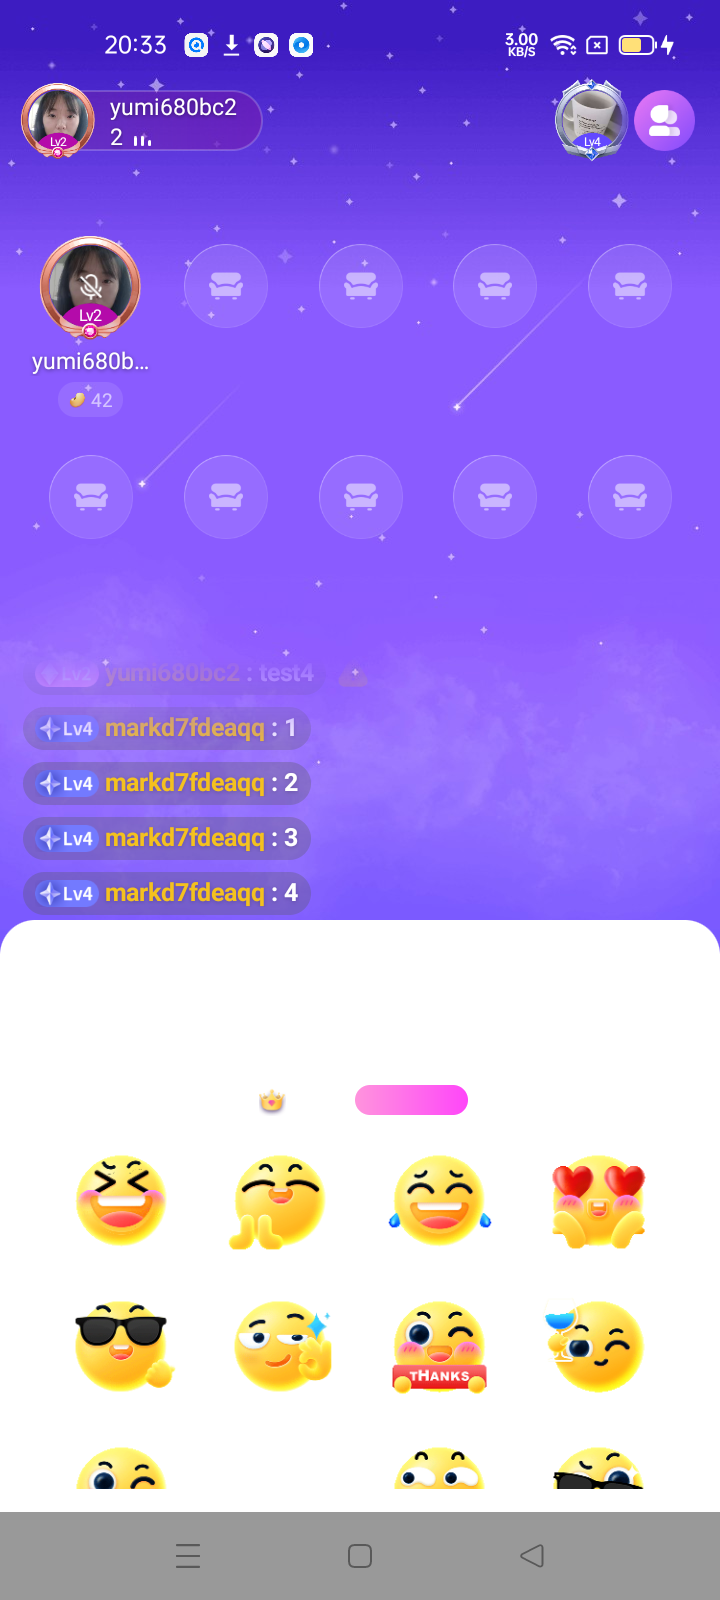 20:33
3.00
KB/S
yumi680bc2
2
Lv2
Lv4
Lv2
yumi680b...
42
Lv2 yumi680bc2 : test4
Lv4 markd7fdeaqq : 1
Lv4 markd7fdeaqq : 2
Lv4 markd7fdeaqq : 3
Lv4 markd7fdeaqq : 4
tHANKS